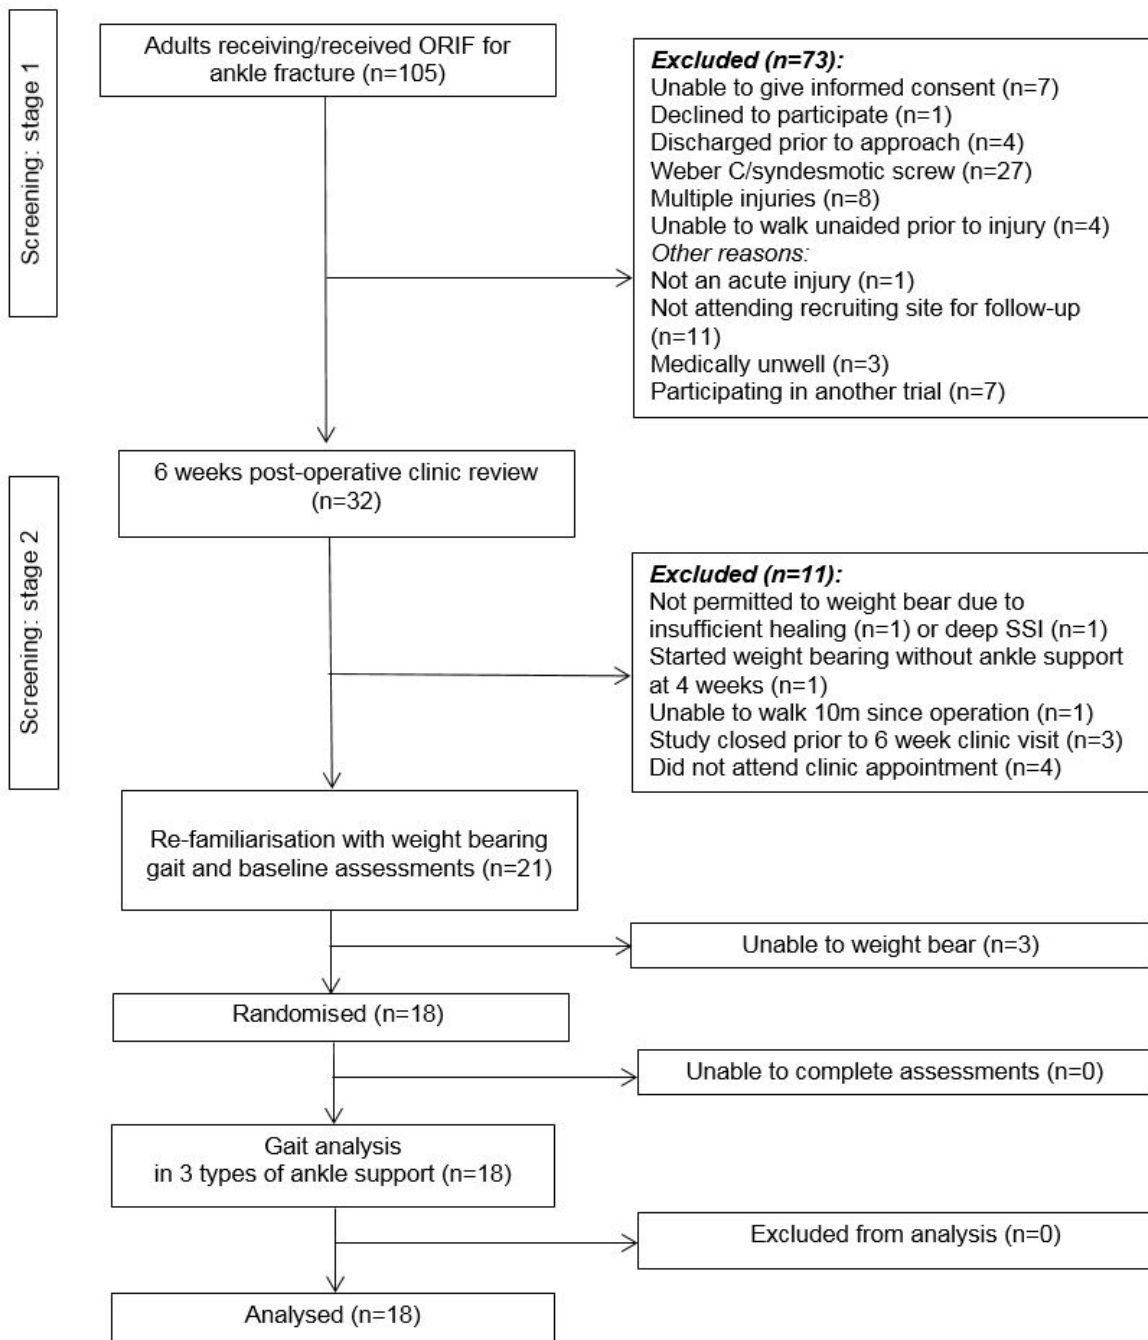 Screening: stage 1
Adults receiving/received ORIF for
ankle fracture (n=105)
Excluded (n=73):
Unable to give informed consent (n=7)
Declined to participate (n=1)
Discharged prior to approach (n=4)
Weber C/syndesmotic screw (n=27)
Multiple injuries (n=8)
Unable to walk unaided prior to injury (n=4)
Other reasons:
Not an acute injury (n=1)
Not attending recruiting site for follow-up
(n=11)
Medically unwell (n=3)
Participating in another trial (n=7)
Screening: stage 2
6 weeks post-operative clinic review
(n=32)
Excluded (n=11):
Not permitted to weight bear due to
insufficient healing (n=1) or deep SSI (n=1)
Started weight bearing without ankle support
at 4 weeks (n=1)
Unable to walk 10m since operation (n=1)
Study closed prior to 6 week clinic visit (n=3)
Did not attend clinic appointment (n=4)
Re-familiarisation with weight bearing
gait and baseline assessments (n=21)
Unable to weight bear (n=3)
Randomised (n=18)
Unable to complete assessments (n=0)
Gait analysis
in 3 types of ankle support (n=18)
Excluded from analysis (n=0)
Analysed (n=18)